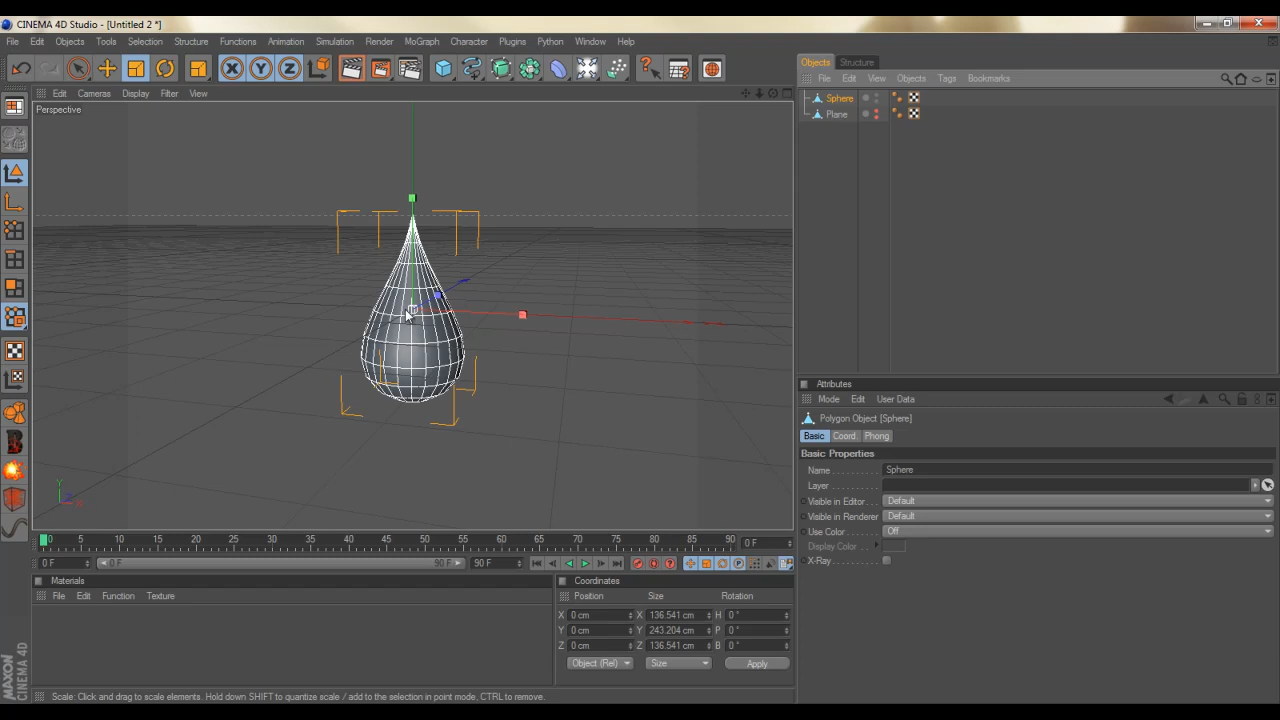 CINEMA 4D Studio - [Untitled 2 *]
File Edit Objects Tools Selection Structure Functions Animation Simulation Render MoGraph Character Plugins Python Window Help
Objects Structure
File Edit View Objects Tags Bookmarks
Edit Cameras Display Filter View
Perspective
Sphere
Plane
Y
Z X
Attributes
Mode Edit User Data
Polygon Object [Sphere]
Basic Coord. Phong
Basic Properties
Name Sphere
Layer
Visible in Editor Default
Visible in Renderer Default
Use Color Off
Display Color
X-Ray
0 5 10 15 20 25 30 35 40 45 50 55 60 65 70 75 80 85 90 0 F
0 F 0 F 90 F 90 F
Materials
File Edit Function Texture
Coordinates
Position Size Rotation
X 0 cm X 136.541 cm H 0 °
Y 0 cm Y 243.204 cm P 0 °
Z 0 cm Z 136.541 cm B 0 °
Object (Rel) Size Apply
MAXON
CINEMA 4D
Scale: Click and drag to scale elements. Hold down SHIFT to quantize scale / add to the selection in point mode, CTRL to remove.